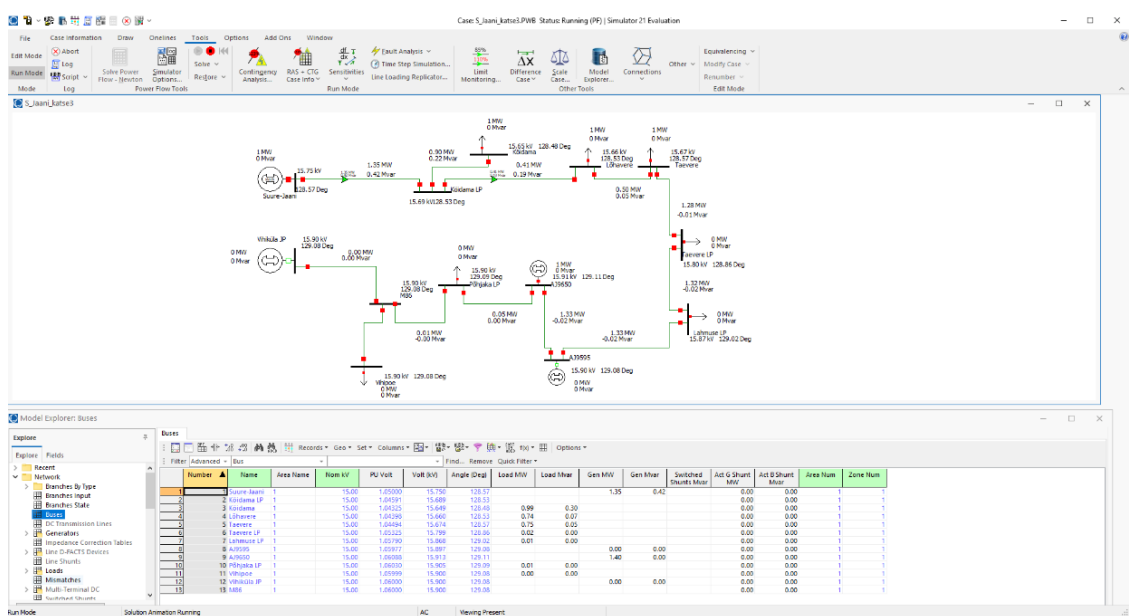 Case: S_Jaani_katse3.PWB Status: Running (PF) | Simulator 21 Evaluation
File Case Information Draw Onelines Tools Options Add Ons Window
Edit Mode
Run Mode
Mode
Abort
Log
Script
Log
Solve Power Flow - Newton
Simulator Options...
Solve
Restore
Power Flow Tools
Contingency Analysis...
RAS + CTG Case Info
Sensitivities
Fault Analysis
Time Step Simulation...
Line Loading Replicator...
Run Mode
Limit Monitoring...
Difference Case
Scale Case...
Model Explorer...
Connections
Other
Other Tools
Equivalencing
Modify Case
Renumber
Edit Mode
S_Jaani_katse3
1 MW
0 Mvar
15.75 kV
128.57 Deg
Suure-Jaani
1.35 MW
0.42 Mvar
0.90 MW
0.22 Mvar
1 MW
0 Mvar
15.65 kV 128.48 Deg
Köidama
Köidama LP
15.69 kV 128.53 Deg
0.41 MW
0.19 Mvar
1 MW
0 Mvar
15.66 kV
128.53 Deg
Lõhavere
1 MW
0 Mvar
15.67 kV
128.57 Deg
Taevere
0.50 MW
0.05 Mvar
1.28 MW
-0.01 Mvar
0 MW
0 Mvar
Taevere LP
15.80 kV 128.86 Deg
1.32 MW
-0.02 Mvar
0 MW
0 Mvar
Lahmuse LP
15.87 kV 129.02 Deg
0 MW
0 Mvar
15.90 kV
129.08 Deg
0.00 MW
0.00 Mvar
15.90 kV
129.08 Deg
M86
0 MW
0 Mvar
15.90 kV
129.09 Deg
Põhjaka LP
1 MW
0 Mvar
15.91 kV 129.11 Deg
AJ9650
0.05 MW
0.00 Mvar
1.33 MW
-0.02 Mvar
0.01 MW
-0.00 Mvar
1.33 MW
-0.02 Mvar
AJ9595
15.90 kV 129.08 Deg
0 MW
0 Mvar
15.90 kV 129.08 Deg
Vihipoe
0 MW
0 Mvar
Model Explorer: Buses
Explore
Explore Fields
Recent
Network
Branches By Type
Branches Input
Branches State
Buses
DC Transmission Lines
Generators
Impedance Correction Tables
Line D-FACTS Devices
Line Shunts
Loads
Mismatches
Multi-Terminal DC
Switched Shunts
Buses
Records Geo Set Columns Options
Filter Advanced Bus Find... Remove Quick Filter
Number Name Area Name Nom kV PU Volt Volt (kV) Angle (Deg) Load MW Load Mvar Gen MW Gen Mvar Switched Shunts Mvar Act G Shunt MW Act B Shunt Mvar Area Num Zone Num
1 1 Suure-Jaani 1 15.00 1.05000 15.750 128.57 1.35 0.42 0.00 0.00 1 1
2 2 Köidama LP 1 15.00 1.04591 15.689 128.53 0.00 0.00 1 1
3 3 Köidama 1 15.00 1.04325 15.649 128.48 0.99 0.30 0.00 0.00 1 1
4 4 Lõhavere 1 15.00 1.04398 15.660 128.53 0.74 0.07 0.00 0.00 1 1
5 5 Taevere 1 15.00 1.04494 15.674 128.57 0.75 0.05 0.00 0.00 1 1
6 6 Taevere LP 1 15.00 1.05325 15.799 128.86 0.02 0.00 0.00 0.00 1 1
7 7 Lahmuse LP 1 15.00 1.05790 15.868 129.02 0.01 0.00 0.00 0.00 1 1
8 8 AJ9595 1 15.00 1.05977 15.897 129.08 0.00 0.00 0.00 0.00 1 1
9 9 AJ9650 1 15.00 15.913 129.11 1.40 0.00 0.00 0.00 1 1
10 10 Põhjaka LP 1 15.00 1.06030 15.905 129.09 0.01 0.00 0.00 0.00 1 1
11 11 Vihipoe 1 15.00 1.05999 15.900 129.08 0.00 0.00 0.00 0.00 1 1
12 12 1 15.00 1.06000 15.900 129.08 0.00 0.00 0.00 0.00 1 1
13 13 M86 1 15.00 1.06000 15.900 129.08 0.00 0.00 1 1
Run Mode Solution Animation Running AC Viewing Present